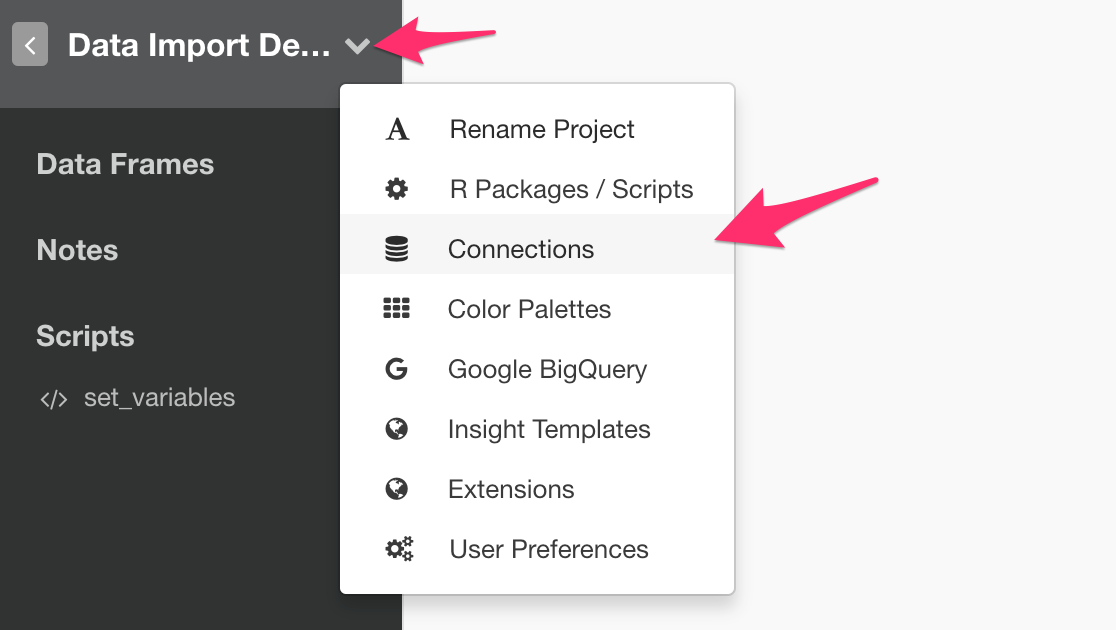 Data Import De...
Rename Project
R Packages / Scripts
Connections
Color Palettes
Google BigQuery
Insight Templates
Extensions
User Preferences
Data Frames
Notes
Scripts
</> set_variables